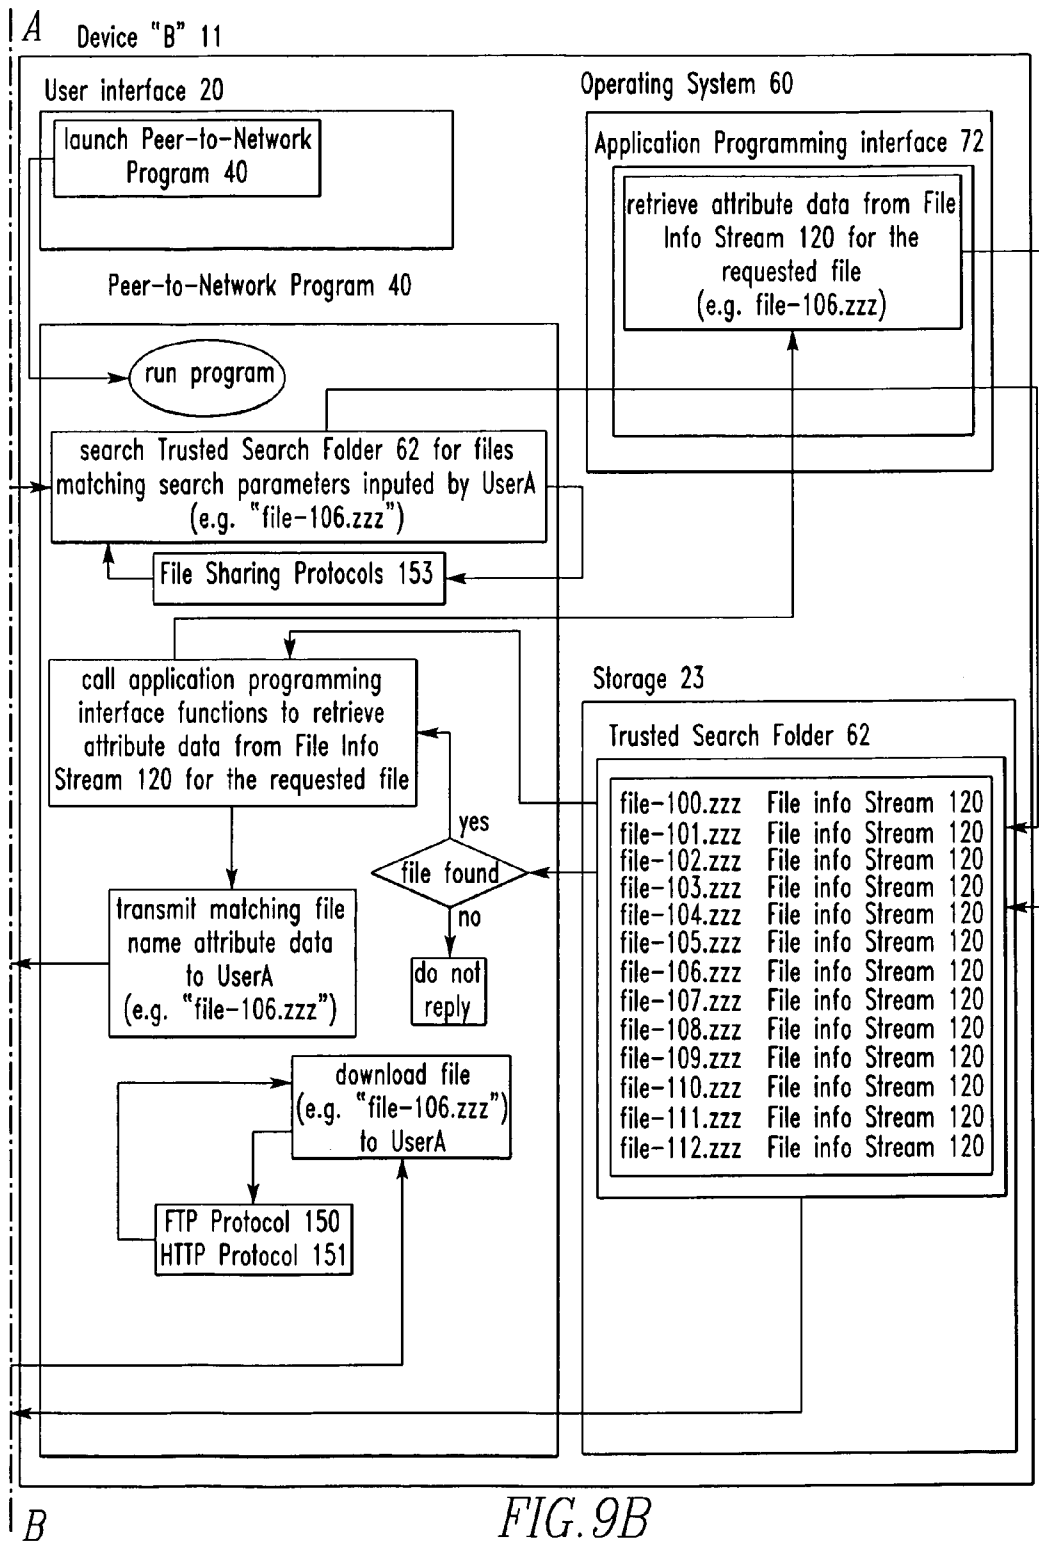 A
Device "B" 11
User interface 20
launch Peer-to-Network
Program 40
Operating System 60
Application Programming interface 72
retrieve attribute data from File
Info Stream 120 for the
requested file
(e.g. file-106.zzz)
Peer-to-Network Program 40
run program
search Trusted Search Folder 62 for files
matching search parameters inputed by UserA
(e.g. "file-106.zzz")
File Sharing Protocols 153
call application programming
interface functions to retrieve
attribute data from File Info
Stream 120 for the requested file
yes
file found
no
do not
reply
transmit matching file
name attribute data
to UserA
(e.g. "file-106.zzz")
download file
(e.g. "file-106.zzz")
to UserA
FTP Protocol 150
HTTP Protocol 151
Storage 23
Trusted Search Folder 62
file-100.zzz File info Stream 120
file-101.zzz File info Stream 120
file-102.zzz File info Stream 120
file-103.zzz File info Stream 120
file-104.zzz File info Stream 120
file-105.zzz File info Stream 120
file-106.zzz File info Stream 120
file-107.zzz File info Stream 120
file-108.zzz File info Stream 120
file-109.zzz File info Stream 120
file-110.zzz File info Stream 120
file-111.zzz File info Stream 120
file-112.zzz File info Stream 120
B
FIG.9B